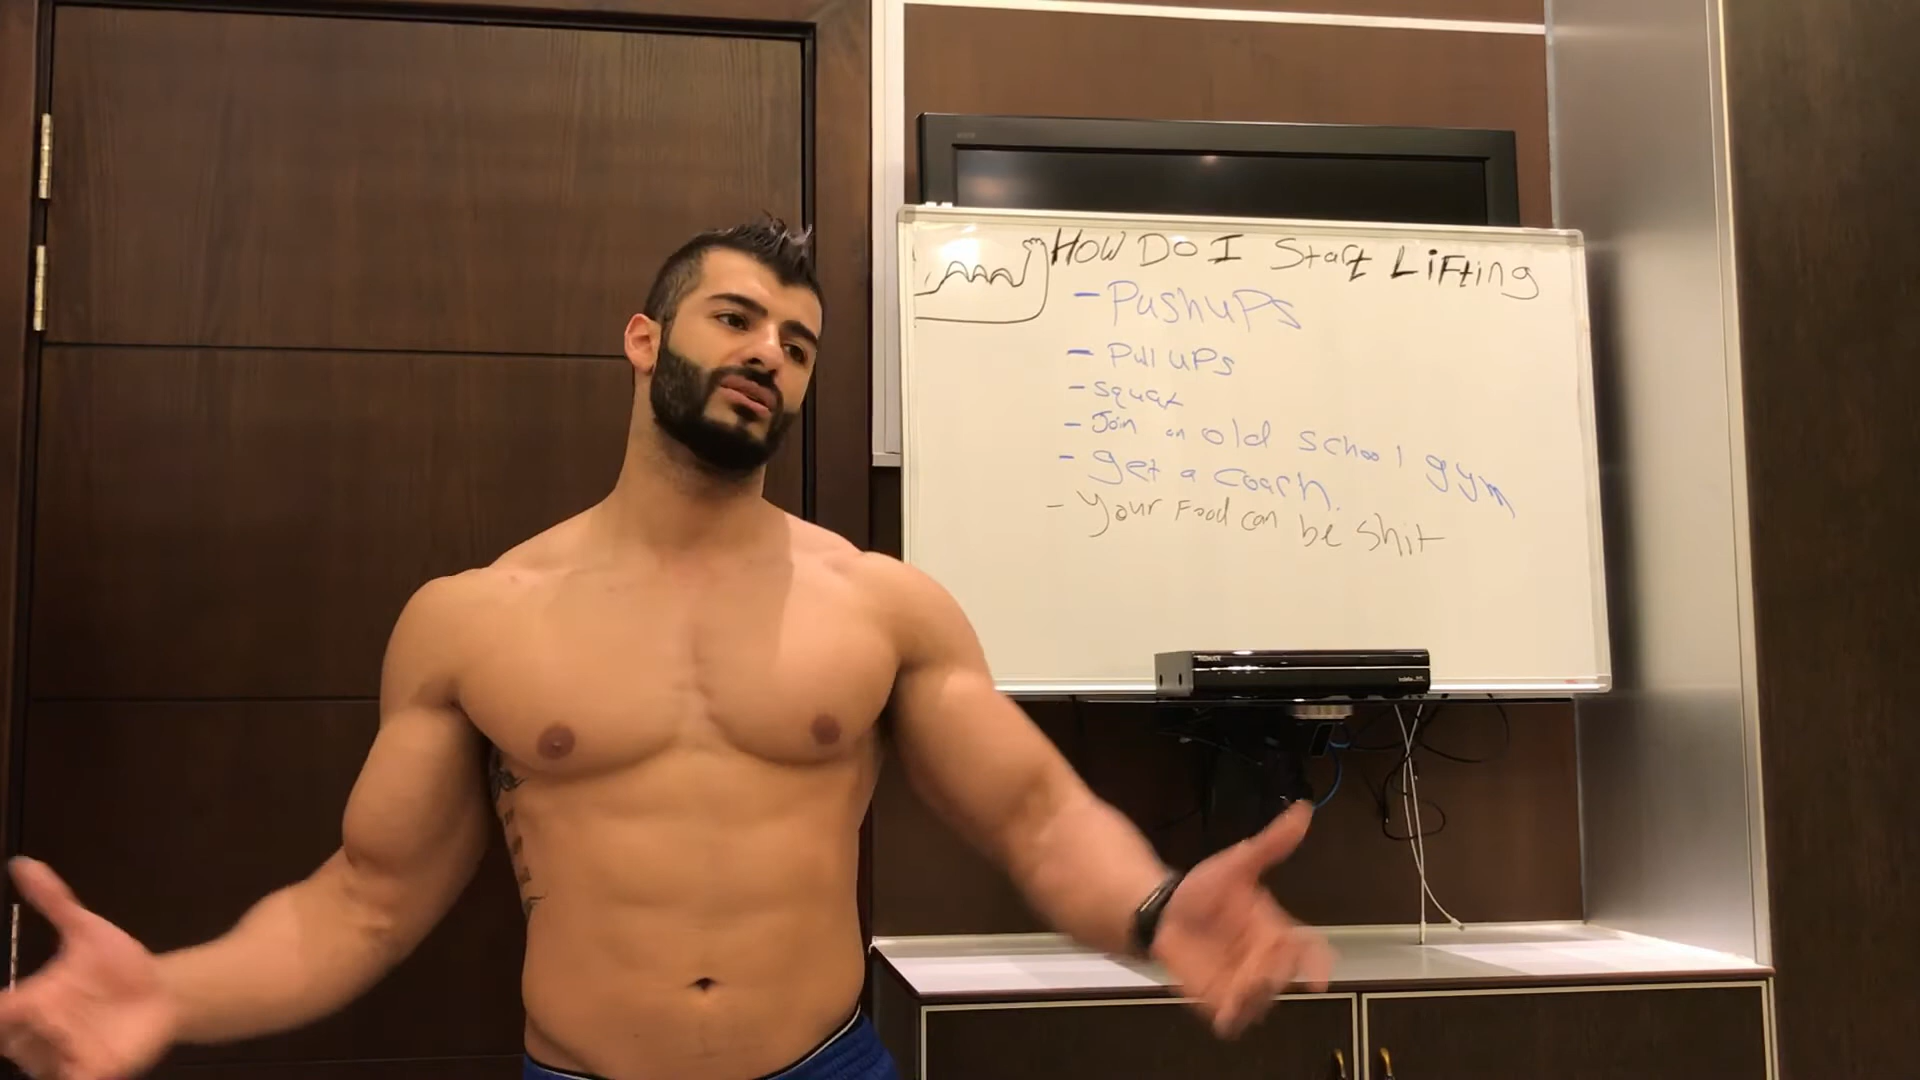 HOW DO I Start Lifting
- PushUPs
- Pull UPs
- squat
- Join an old school gym
- get a coach.
- Your Food can be shit